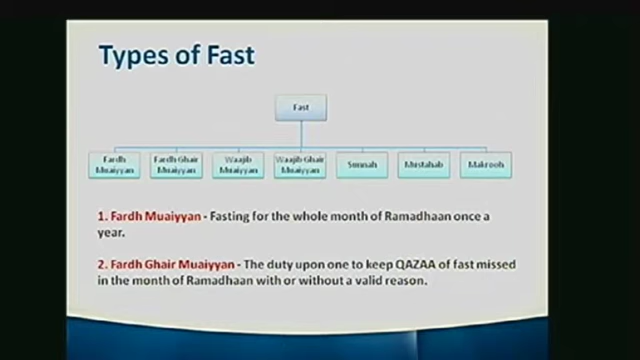 Types of Fast
Fast
Fardh
Muaiyyan
Fardh Ghair
Muaiyyan
Waajib
Muaiyyan
Waajib Ghair
Muaiyyan
Sunnah
Mustahab
Makrooh
1. Fardh Muaiyyan - Fasting for the whole month of Ramadhaan once a
year.
2. Fardh Ghair Muaiyyan - The duty upon one to keep QAZAA of fast missed
in the month of Ramadhaan with or without a valid reason.